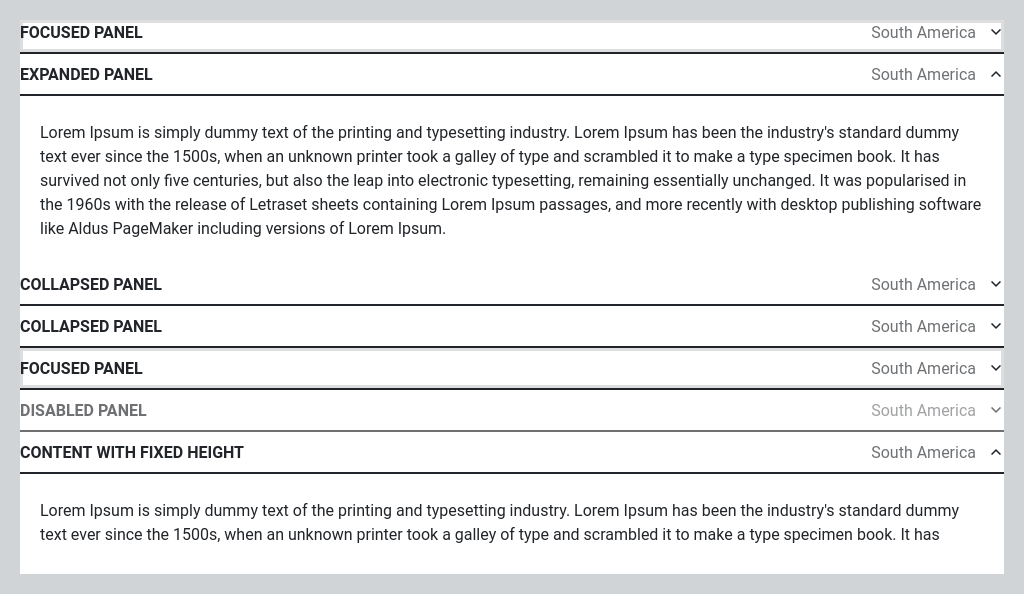 FOCUSED PANEL South America
EXPANDED PANEL South America
Lorem Ipsum is simply dummy text of the printing and typesetting industry. Lorem Ipsum has been the industry's standard dummy
text ever since the 1500s, when an unknown printer took a galley of type and scrambled it to make a type specimen book. It has
survived not only five centuries, but also the leap into electronic typesetting, remaining essentially unchanged. It was popularised in
the 1960s with the release of Letraset sheets containing Lorem Ipsum passages, and more recently with desktop publishing software
like Aldus PageMaker including versions of Lorem Ipsum.
COLLAPSED PANEL South America
COLLAPSED PANEL South America
FOCUSED PANEL South America
DISABLED PANEL South America
CONTENT WITH FIXED HEIGHT South America
Lorem Ipsum is simply dummy text of the printing and typesetting industry. Lorem Ipsum has been the industry's standard dummy
text ever since the 1500s, when an unknown printer took a galley of type and scrambled it to make a type specimen book. It has